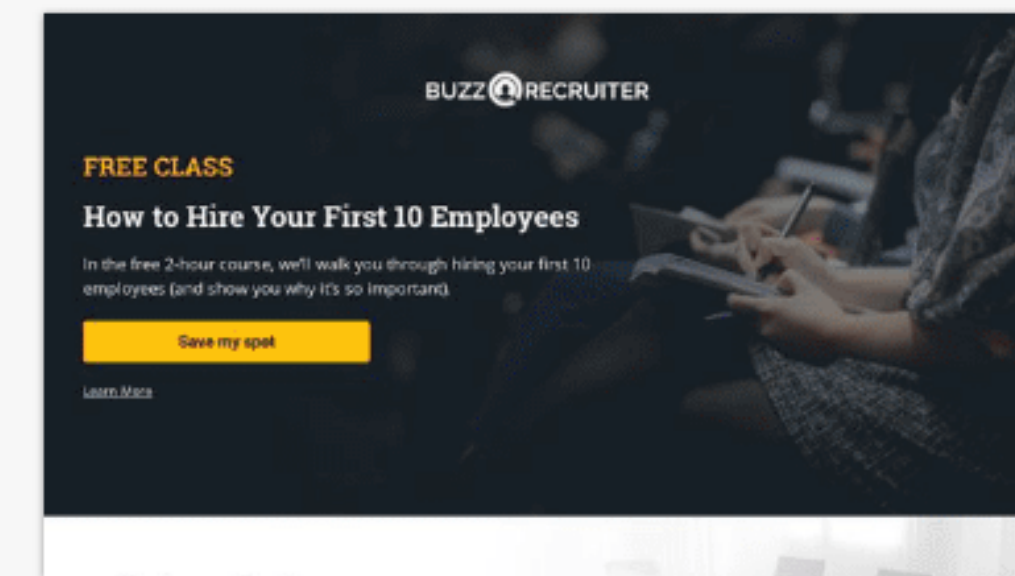 BUZZ RECRUITER
FREE CLASS
How to Hire Your First 10 Employees
In the free 2-hour course, we'll walk you through hiring your first 10
employees (and show you why it's so important).
Save my spot
Learn More